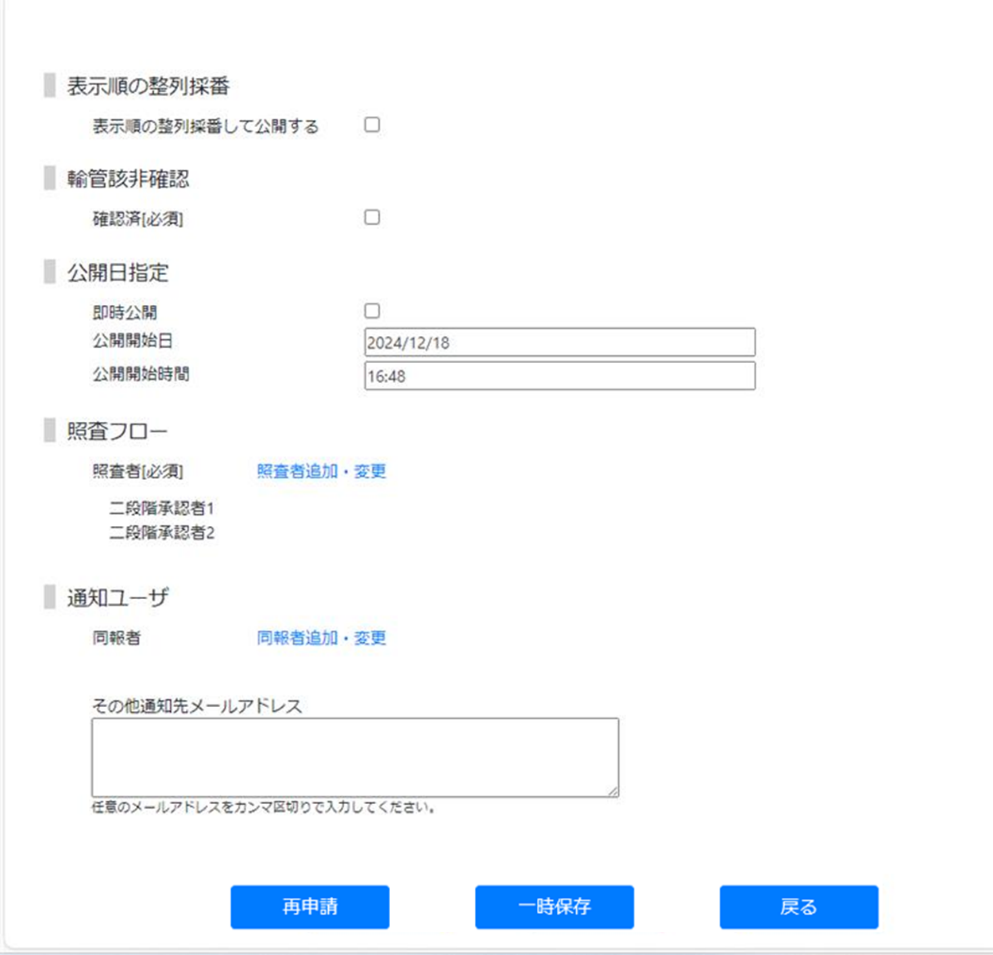 表示順の整列採番
表示順の整列採番して公開する
輸管該非確認
確認済[必須]
公開日指定
即時公開
公開開始日 2024/12/18
公開開始時間 16:48
照査フロー
照査者[必須] 照査者追加・変更
二段階承認者1
二段階承認者2
通知ユーザ
同報者 同報者追加・変更
その他通知先メールアドレス
任意のメールアドレスをカンマ区切りで入力してください。
再申請 一時保存 戻る